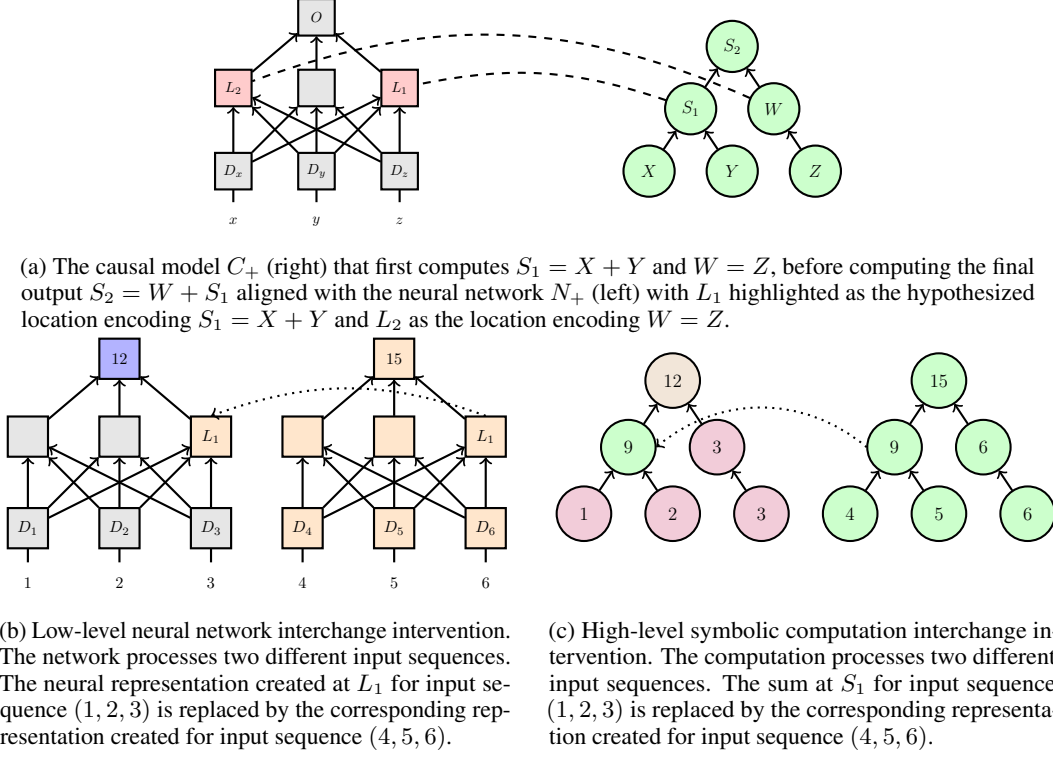 O
S₂
L₂ L₁
S₁ W
Dₓ Dᵧ D_z
X Y Z
x y z
(a) The causal model C₊ (right) that first computes S₁ = X + Y and W = Z, before computing the final
output S₂ = W + S₁ aligned with the neural network N₊ (left) with L₁ highlighted as the hypothesized
location encoding S₁ = X + Y and L₂ as the location encoding W = Z.
12 15
L₁ L₁
D₁ D₂ D₃ D₄ D₅ D₆
1 2 3 4 5 6
12 15
9 3 9 6
1 2 3 4 5 6
(b) Low-level neural network interchange intervention.
The network processes two different input sequences.
The neural representation created at L₁ for input se-
quence (1, 2, 3) is replaced by the corresponding rep-
resentation created for input sequence (4, 5, 6).
(c) High-level symbolic computation interchange in-
tervention. The computation processes two different
input sequences. The sum at S₁ for input sequence
(1, 2, 3) is replaced by the corresponding representa-
tion created for input sequence (4, 5, 6).